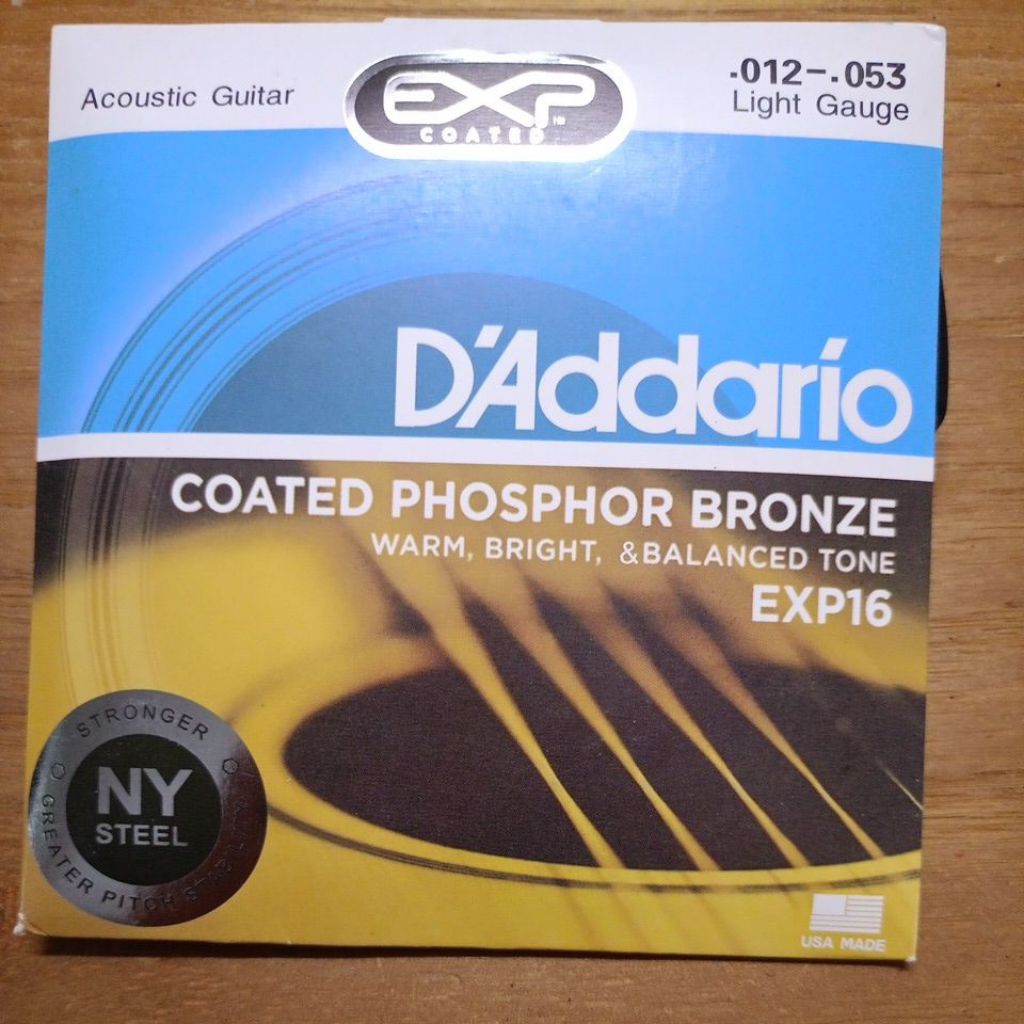 Acoustic Guitar
EXP
COATED
.012-.053
Light Gauge
D'Addario
COATED PHOSPHOR BRONZE
WARM, BRIGHT, &BALANCED TONE
EXP16
STRONGER
NY
STEEL
GREATER PITCH
USA MADE